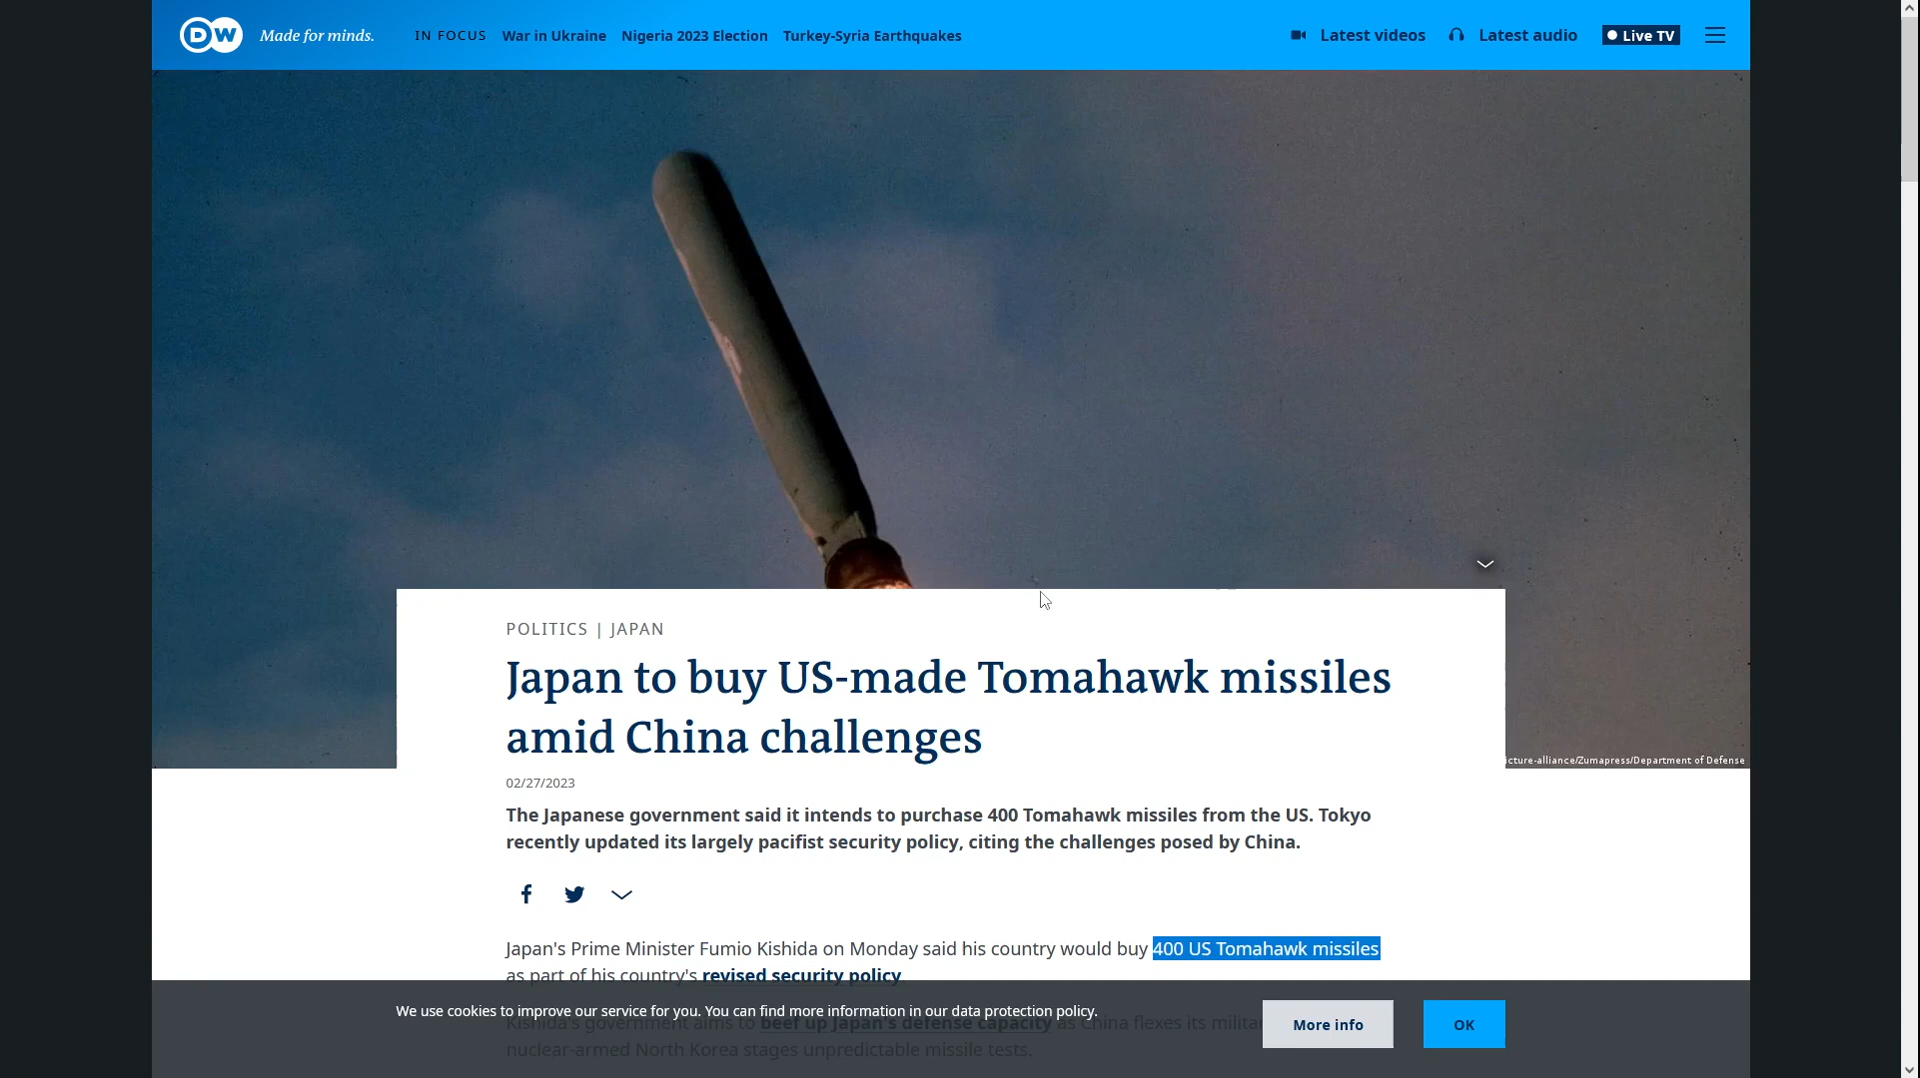 DW Made for minds. IN FOCUS War in Ukraine Nigeria 2023 Election Turkey-Syria Earthquakes Latest videos Latest audio Live TV
POLITICS | JAPAN
Japan to buy US-made Tomahawk missiles
amid China challenges
icture-alliance/Zumapress/Department of Defense
02/27/2023
The Japanese government said it intends to purchase 400 Tomahawk missiles from the US. Tokyo
recently updated its largely pacifist security policy, citing the challenges posed by China.
Japan's Prime Minister Fumio Kishida on Monday said his country would buy 400 US Tomahawk missiles
as part of his country's revised security policy
We use cookies to improve our service for you. You can find more information in our data protection policy.
More info OK
Kishida's government aims to beef up Japan's defense capacity as China flexes its milita
nuclear-armed North Korea stages unpredictable missile tests.